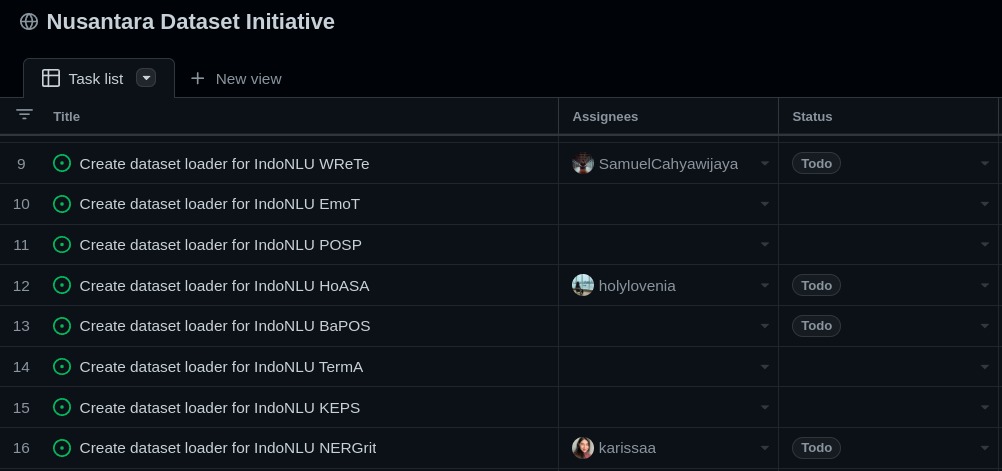 Nusantara Dataset Initiative
Task list New view
Title Assignees Status
9 Create dataset loader for IndoNLU WReTe SamuelCahyawijaya Todo
10 Create dataset loader for IndoNLU EmoT
11 Create dataset loader for IndoNLU POSP
12 Create dataset loader for IndoNLU HoASA holylovenia Todo
13 Create dataset loader for IndoNLU BaPOS Todo
14 Create dataset loader for IndoNLU TermA
15 Create dataset loader for IndoNLU KEPS
16 Create dataset loader for IndoNLU NERGrit karissaa Todo